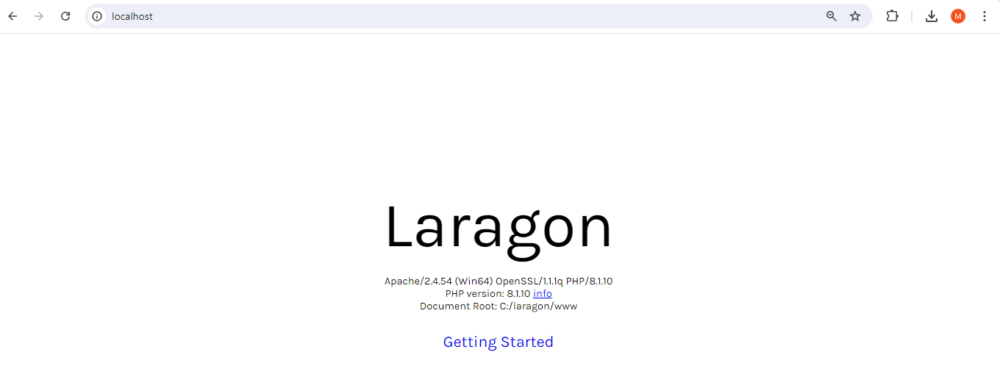 localhost
M
Laragon
Apache/2.4.54 (Win64) OpenSSL/1.1.1q PHP/8.1.10
PHP version: 8.1.10 info
Document Root: C:/laragon/www
Getting Started